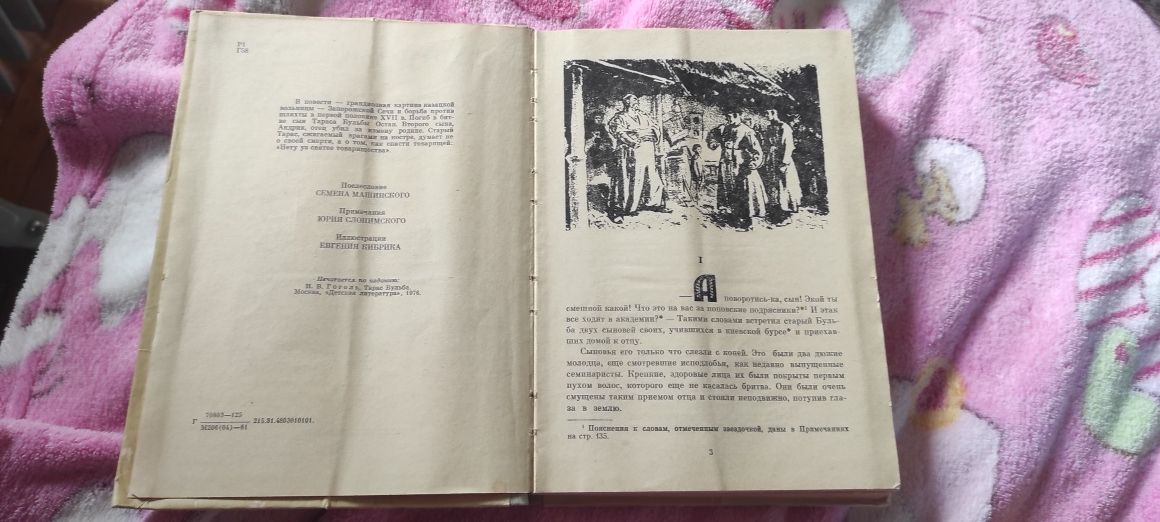 Р1
Г58
В повести — грандиозная картина казацкой
вольницы — Запорожской Сечи и борьба против
шляхты в первой половине XVII в. Погиб в бит-
ве сын Тараса Бульбы Остап. Второго сына,
Андрия, отец убил за измену родине. Старый
Тарас, сжигаемый врагами на костре, думает не
о своей смерти, а о том, как спасти товарищей.
«Нету уз святее товарищества».
Послесловие
СЕМЕНА МАШИНСКОГО
Примечания
ЮРИЯ СЛОНИМСКОГО
Иллюстрации
ЕВГЕНИЯ КИБРИКА
Печатается по изданию:
Н. В. Гоголь, Тарас Бульба.
Москва, «Детская литература», 1976.
Г 70803—125 215.81.4803010101.
М206(04)—81
I
— А поворотись-ка, сын! Экой ты
смешной какой! Что это на вас за поповские подрясники?*¹ И этак
все ходят в академии?* — Такими словами встретил старый Буль-
ба двух сыновей своих, учившихся в киевской бурсе* и приехав-
ших домой к отцу.
Сыновья его только что слезли с коней. Это были два дюжие
молодца, еще смотревшие исподлобья, как недавно выпущенные
семинаристы. Крепкие, здоровые лица их были покрыты первым
пухом волос, которого еще не касалась бритва. Они были очень
смущены таким приемом отца и стояли неподвижно, потупив гла-
за в землю.
¹ Пояснения к словам, отмеченным звездочкой, даны в Примечаниях
на стр. 135.
3